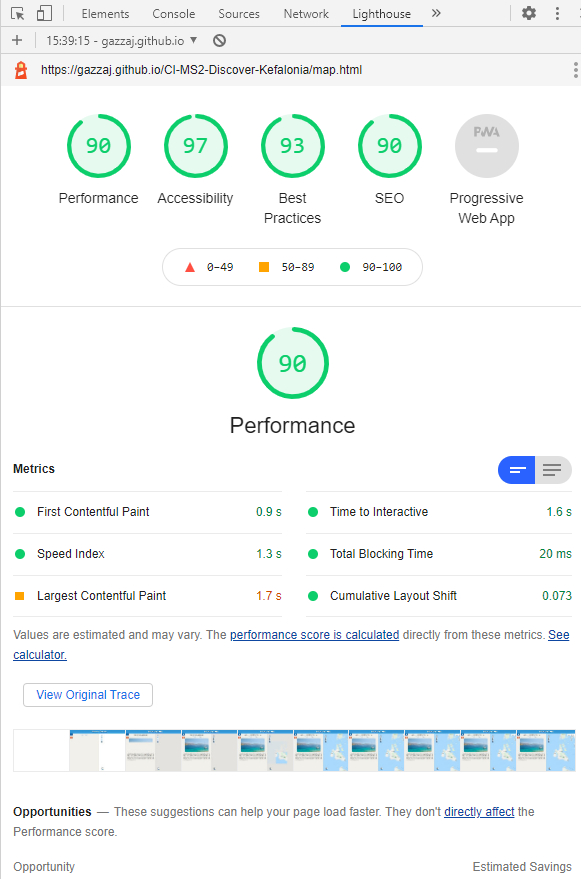 Elements Console Sources Network Lighthouse
15:39:15 - gazzaj.github.io
https://gazzaj.github.io/CI-MS2-Discover-Kefalonia/map.html
90 97 93 90 PWA
Performance Accessibility Best Practices SEO Progressive Web App
0–49 50–89 90–100
90
Performance
Metrics
First Contentful Paint 0.9 s Time to Interactive 1.6 s
Speed Index 1.3 s Total Blocking Time 20 ms
Largest Contentful Paint 1.7 s Cumulative Layout Shift 0.073
Values are estimated and may vary. The performance score is calculated directly from these metrics. See
calculator.
View Original Trace
Opportunities — These suggestions can help your page load faster. They don't directly affect the
Performance score.
Opportunity Estimated Savings